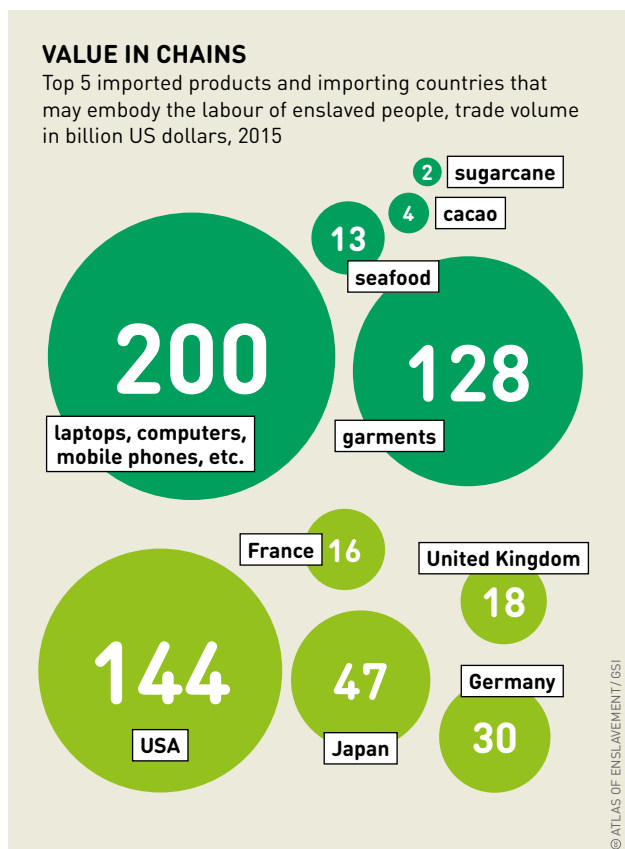 VALUE IN CHAINS
Top 5 imported products and importing countries that
may embody the labour of enslaved people, trade volume
in billion US dollars, 2015
2 sugarcane
4 cacao
13
seafood
200
laptops, computers,
mobile phones, etc.
128
garments
France 16
United Kingdom
18
144
USA
47
Japan
Germany
30
🅭 ATLAS OF ENSLAVEMENT / GSI